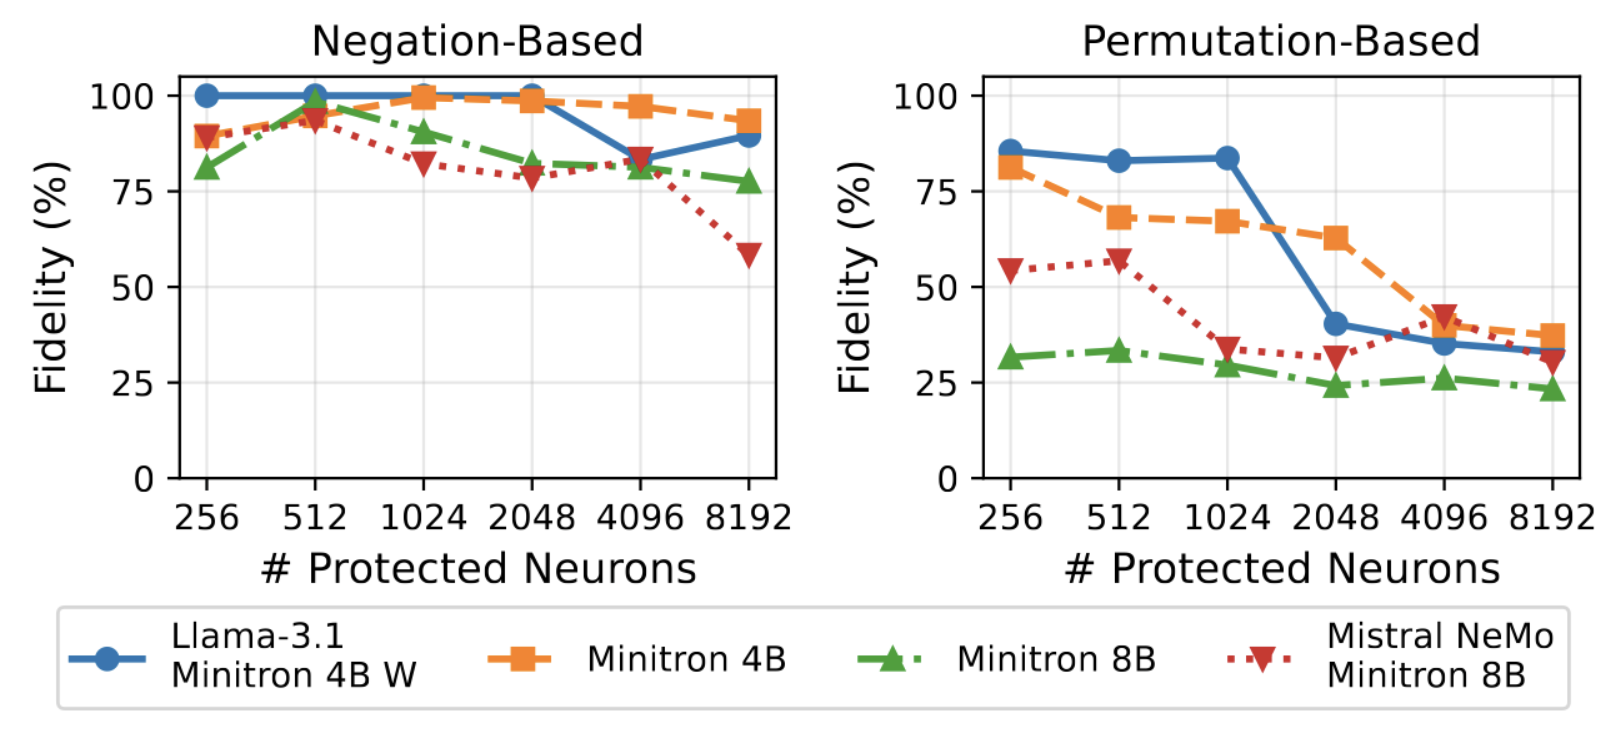 Negation-Based
Permutation-Based
Fidelity (%)
100
75
50
25
0
256 512 1024 2048 4096 8192
# Protected Neurons
Fidelity (%)
100
75
50
25
0
256 512 1024 2048 4096 8192
# Protected Neurons
Llama-3.1
Minitron 4B W
Minitron 4B
Minitron 8B
Mistral NeMo
Minitron 8B